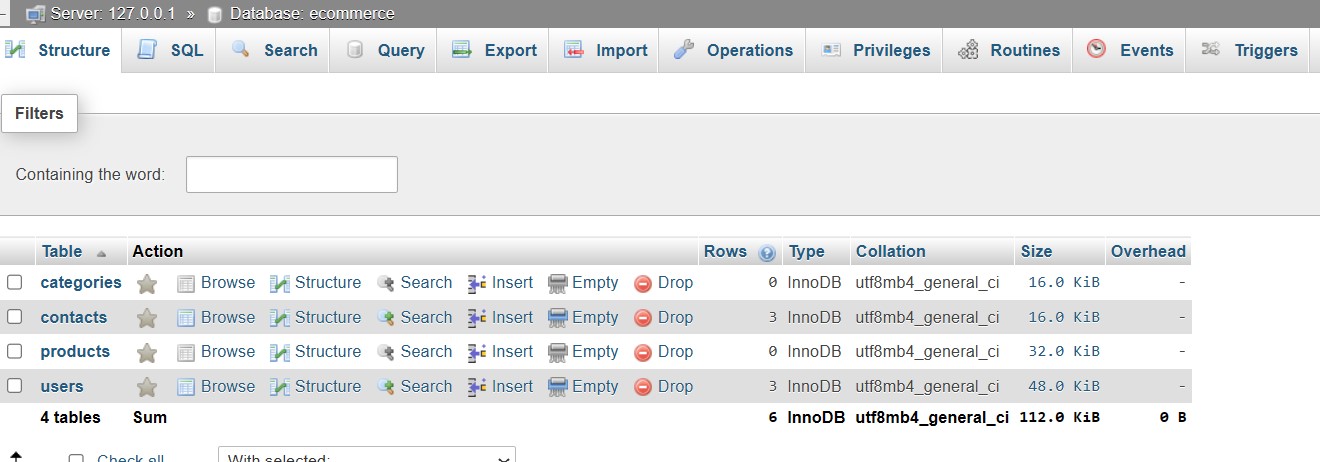 Server: 127.0.0.1 » Database: ecommerce
Structure SQL Search Query Export Import Operations Privileges Routines Events Triggers
Filters
Containing the word:
Table Action Rows Type Collation Size Overhead
categories Browse Structure Search Insert Empty Drop 0 InnoDB utf8mb4_general_ci 16.0 KiB -
contacts Browse Structure Search Insert Empty Drop 3 InnoDB utf8mb4_general_ci 16.0 KiB -
products Browse Structure Search Insert Empty Drop 0 InnoDB utf8mb4_general_ci 32.0 KiB -
users Browse Structure Search Insert Empty Drop 3 InnoDB utf8mb4_general_ci 48.0 KiB -
4 tables Sum 6 InnoDB utf8mb4_general_ci 112.0 KiB 0 B
Check all With selected: